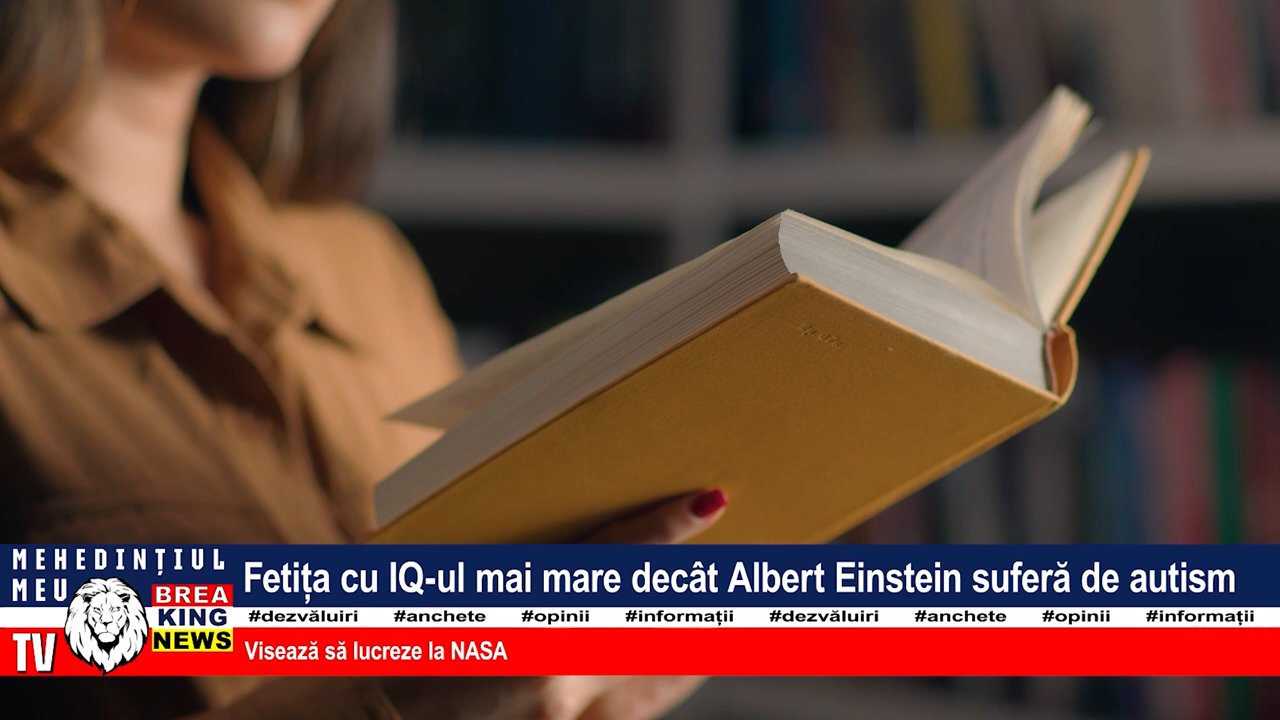 MEHEDINȚIUL
MEU
TV
BREA
KING
NEWS
Fetița cu IQ-ul mai mare decât Albert Einstein suferă de autism
#dezvăluiri #anchete #opinii #informații #dezvăluiri #anchete #opinii #informații
Visează să lucreze la NASA